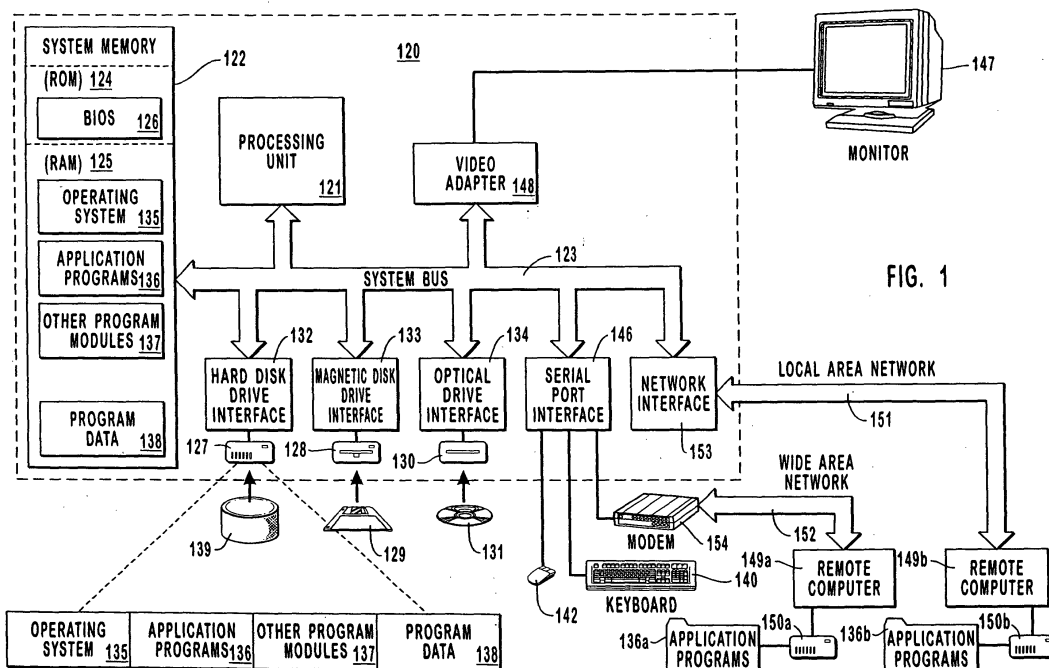 SYSTEM MEMORY
122
(ROM) 124
BIOS
126
(RAM) 125
OPERATING
SYSTEM 135
APPLICATION
PROGRAMS 136
OTHER PROGRAM
MODULES 137
PROGRAM
DATA 138
120
PROCESSING
UNIT
121
VIDEO
ADAPTER 148
147
MONITOR
123
SYSTEM BUS
FIG. 1
132
HARD DISK
DRIVE
INTERFACE
133
MAGNETIC DISK
DRIVE
INTERFACE
134
OPTICAL
DRIVE
INTERFACE
146
SERIAL
PORT
INTERFACE
NETWORK
INTERFACE
153
LOCAL AREA NETWORK
151
127
128
130
139
129
131
WIDE AREA
NETWORK
152
MODEM
154
142
KEYBOARD
140
149a
REMOTE
COMPUTER
149b
REMOTE
COMPUTER
150a
150b
136a
APPLICATION
PROGRAMS
136b
APPLICATION
PROGRAMS
OPERATING
SYSTEM 135
APPLICATION
PROGRAMS 136
OTHER PROGRAM
MODULES 137
PROGRAM
DATA 138